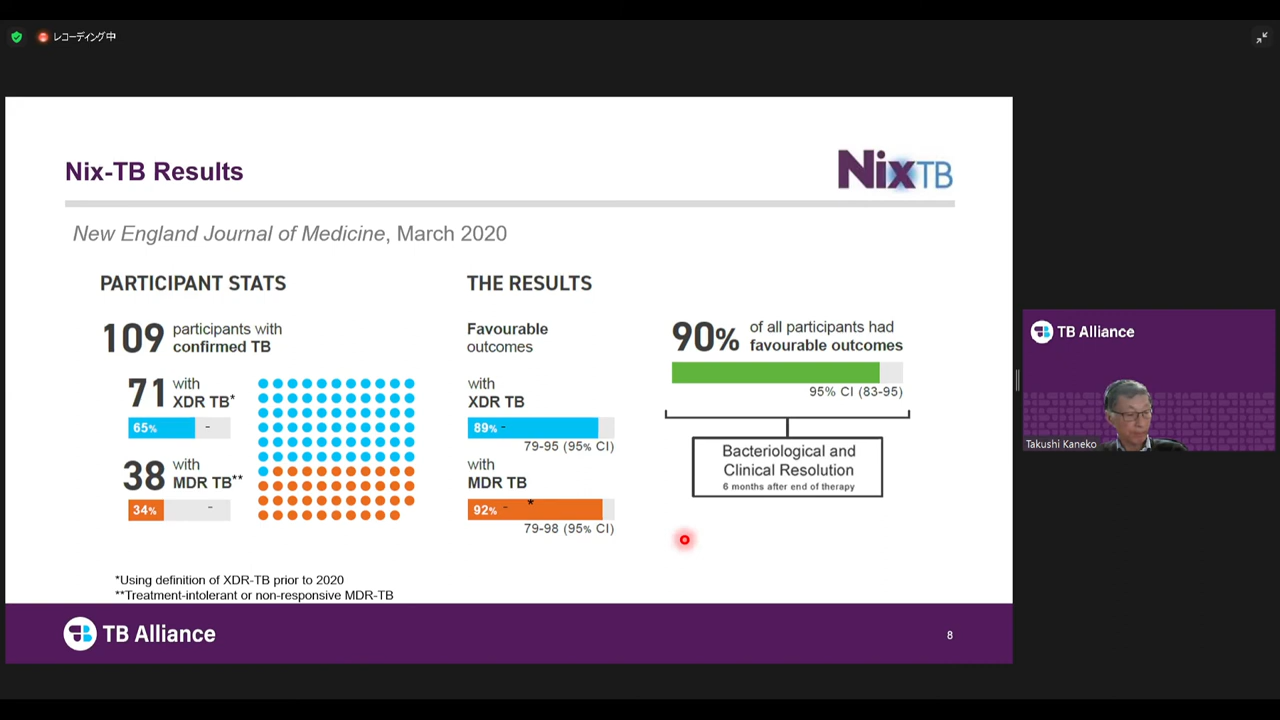 レコーディング中
Nix-TB Results
NixTB
New England Journal of Medicine, March 2020
PARTICIPANT STATS
109 participants with
confirmed TB
71 with
XDR TB*
65% -
38 with
MDR TB**
34% -
THE RESULTS
Favourable
outcomes
with
XDR TB
89% -
79-95 (95% CI)
with
MDR TB
92% - *
79-98 (95% CI)
90% of all participants had
favourable outcomes
95% CI (83-95)
Bacteriological and
Clinical Resolution
6 months after end of therapy
*Using definition of XDR-TB prior to 2020
**Treatment-intolerant or non-responsive MDR-TB
TB Alliance
8
TB Alliance
Takushi Kaneko